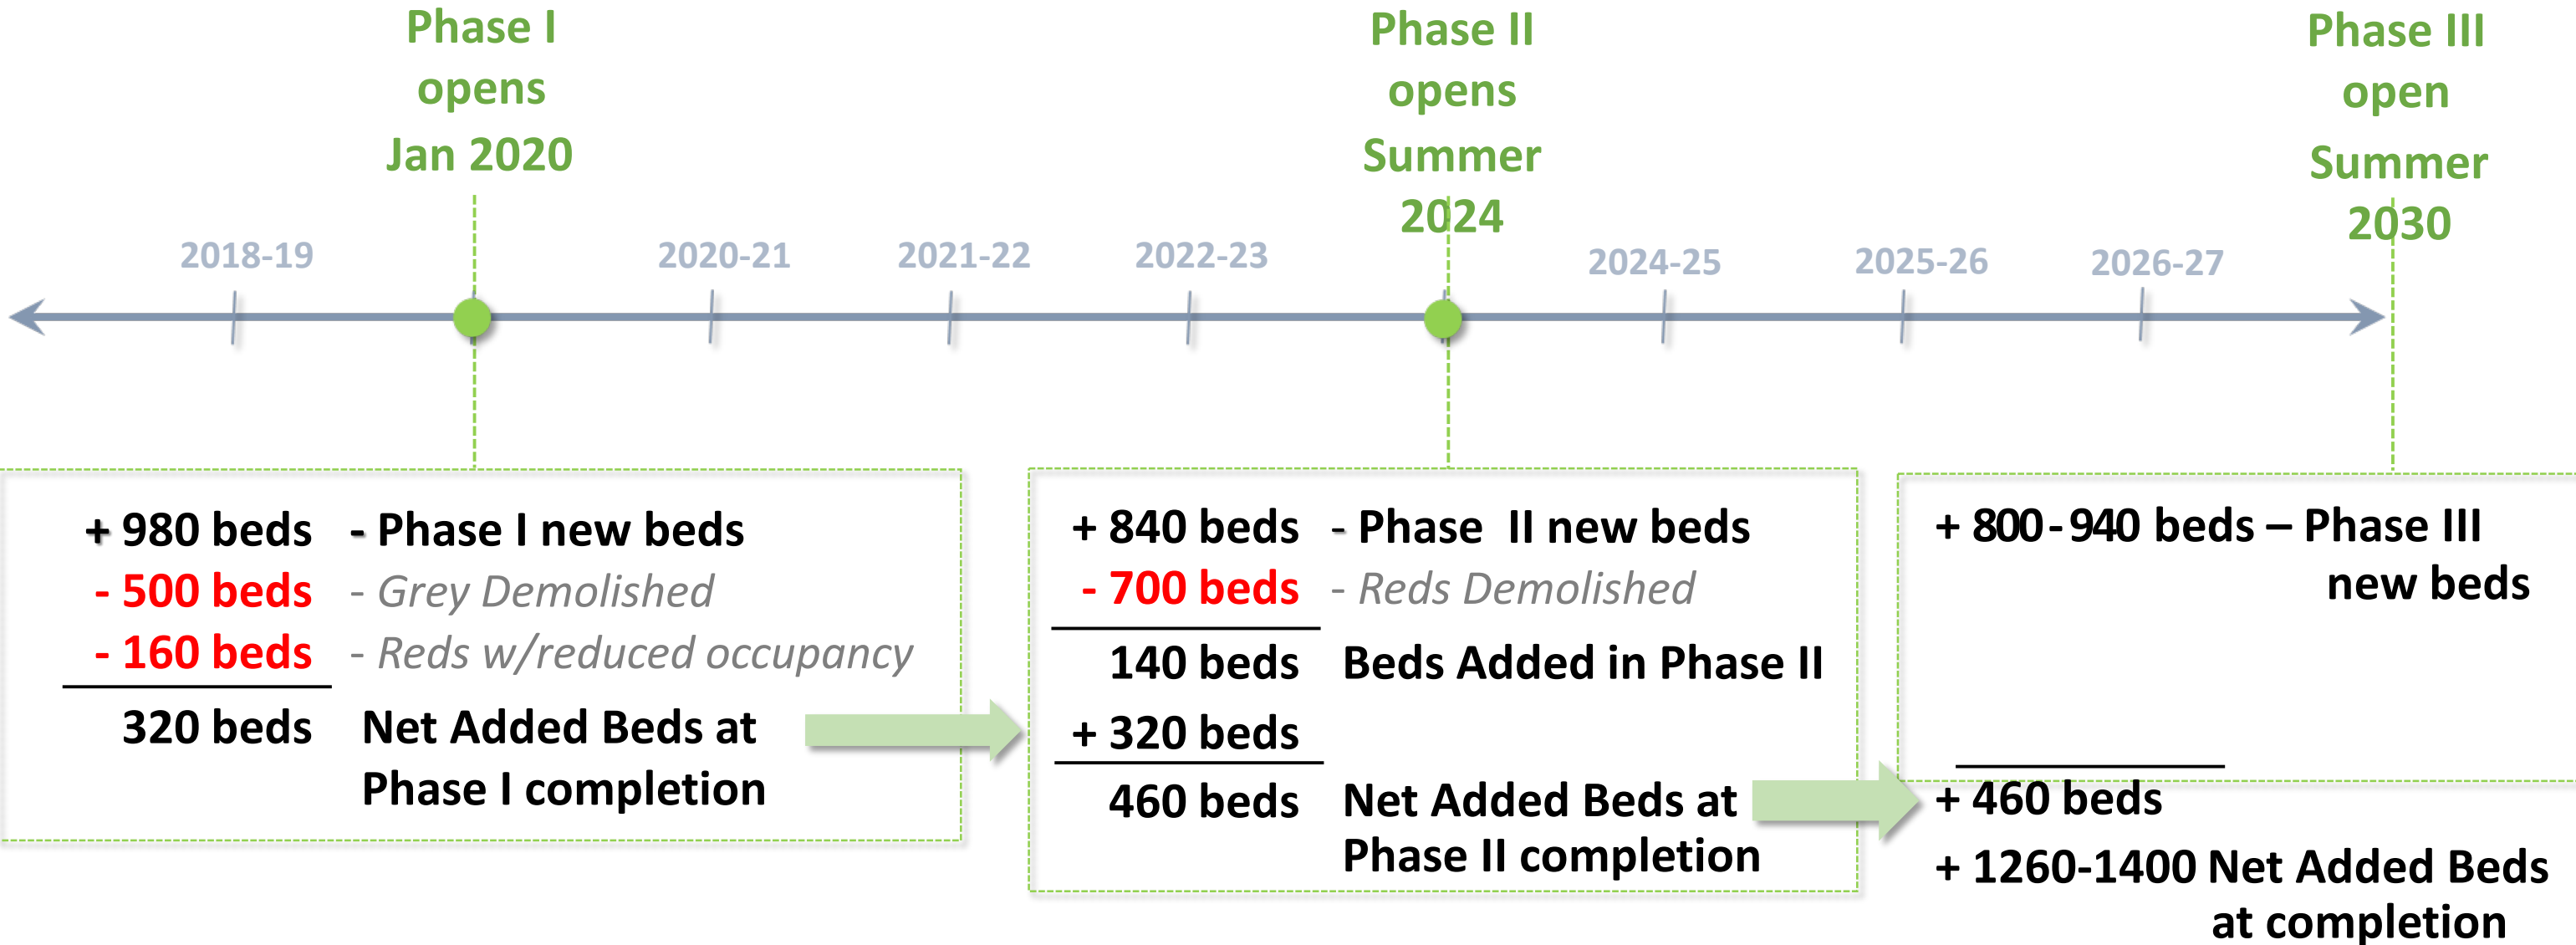 Phase I
opens
Jan 2020
Phase II
opens
Summer
2024
Phase III
open
Summer
2030
2018-19
2020-21
2021-22
2022-23
2024-25
2025-26
2026-27
+ 980 beds - Phase I new beds
- 500 beds - Grey Demolished
- 160 beds - Reds w/reduced occupancy
320 beds Net Added Beds at
Phase I completion
+ 840 beds - Phase II new beds
- 700 beds - Reds Demolished
140 beds Beds Added in Phase II
+ 320 beds
460 beds Net Added Beds at
Phase II completion
+ 800-940 beds – Phase III
new beds
+ 460 beds
+ 1260-1400 Net Added Beds
at completion